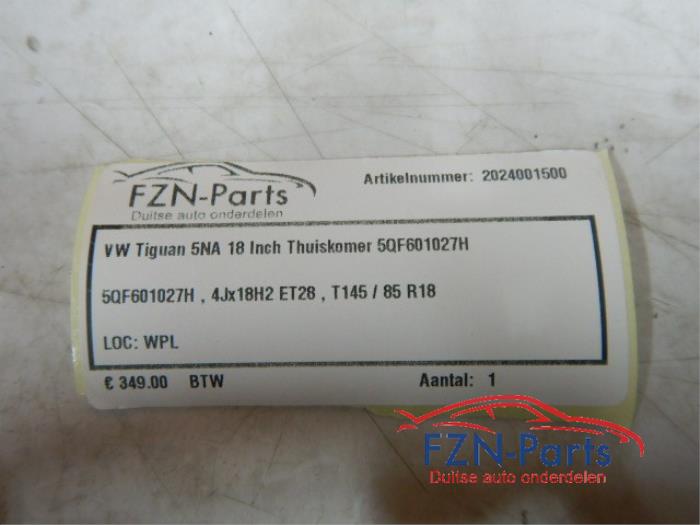 FZN-Parts
Duitse auto onderdelen
Artikelnummer: 2024001500
VW Tiguan 5NA 18 Inch Thuiskomer 5QF601027H
5QF601027H , 4Jx18H2 ET28 , T145 / 85 R18
LOC: WPL
€ 349.00 BTW Aantal: 1
FZN-Parts
Duitse auto onderdelen